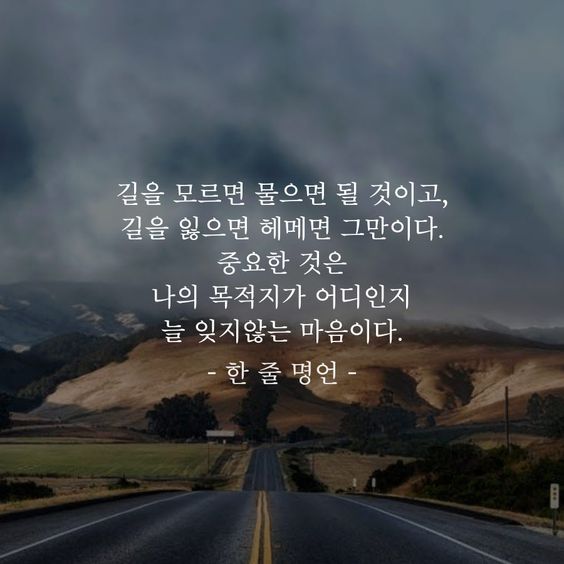 길을 모르면 물으면 될 것이고,
길을 잃으면 헤메면 그만이다.
중요한 것은
나의 목적지가 어디인지
늘 잊지않는 마음이다.
- 한 줄 명언 -